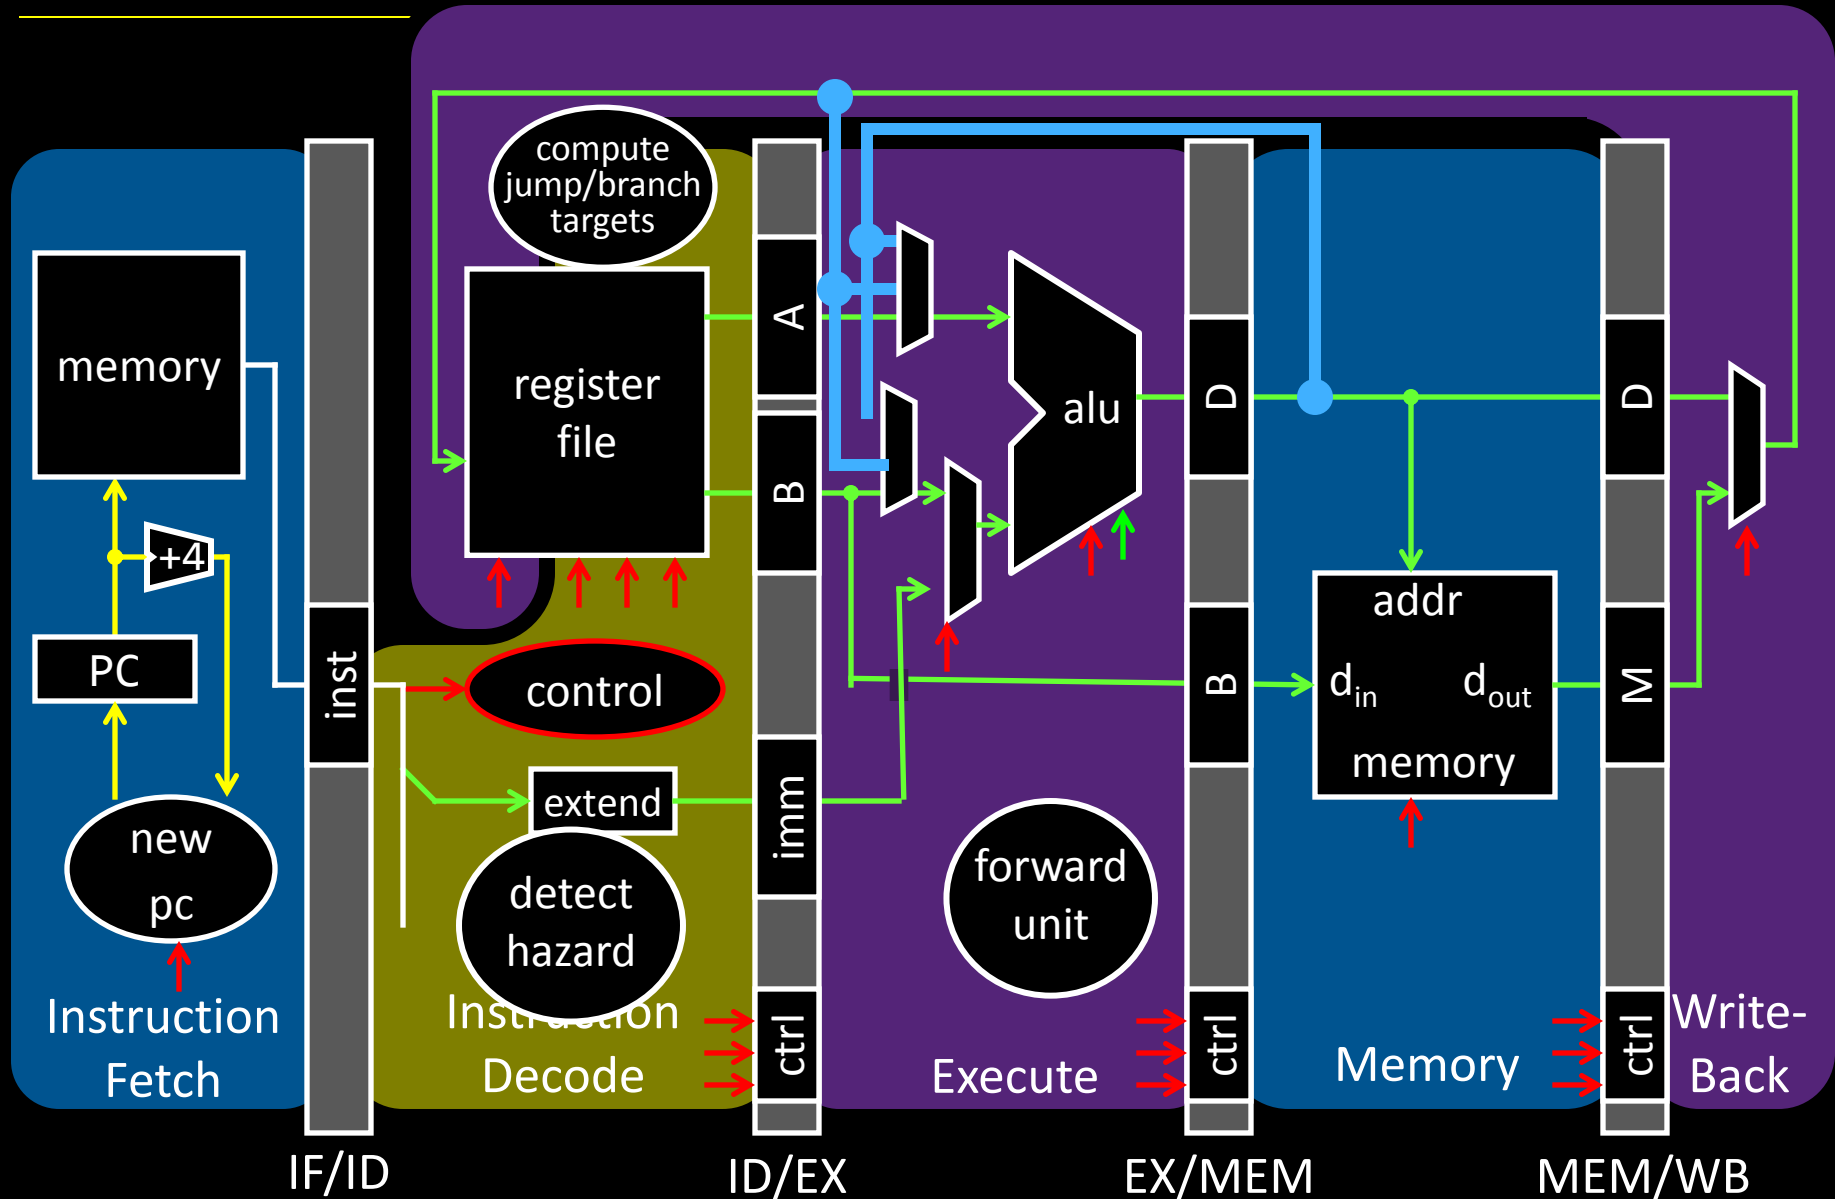 compute
jump/branch
targets
memory
register
file
A
B
alu
D
B
D
M
+4
PC
inst
control
addr
din
dout
memory
extend
imm
new
pc
detect
hazard
forward
unit
Instruction
Fetch
Instruction
Decode
ctrl
Execute
ctrl
Memory
ctrl
Write-
Back
IF/ID
ID/EX
EX/MEM
MEM/WB